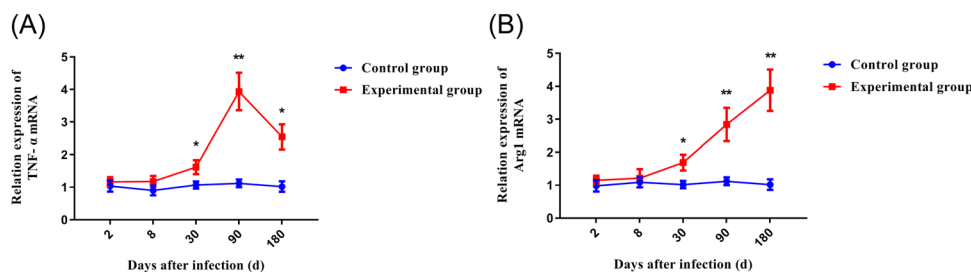 (A)
Relation expression of
TNF- α mRNA
5
4
3
2
1
0
*
**
*
2
8
30
90
180
Days after infection (d)
Control group
Experimental group
(B)
Relation expression of
Arg1 mRNA
5
4
3
2
1
0
*
**
**
2
8
30
90
180
Days after infection (d)
Control group
Experimental group